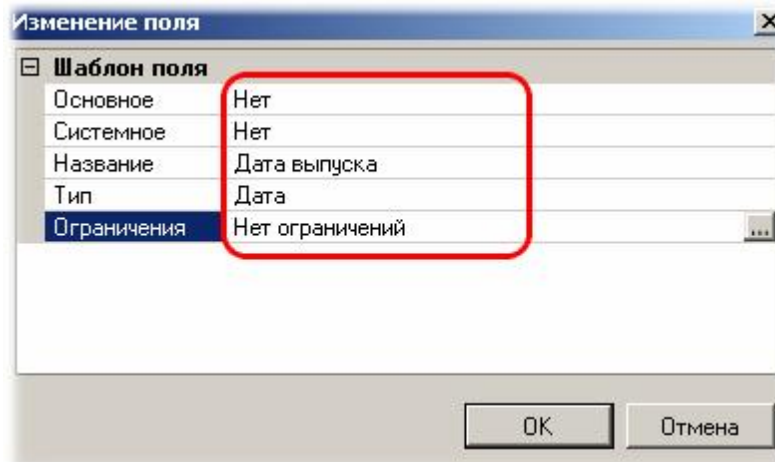 Изменение поля
Шаблон поля
Основное Нет
Системное Нет
Название Дата выпуска
Тип Дата
Ограничения Нет ограничений ...
OK Отмена